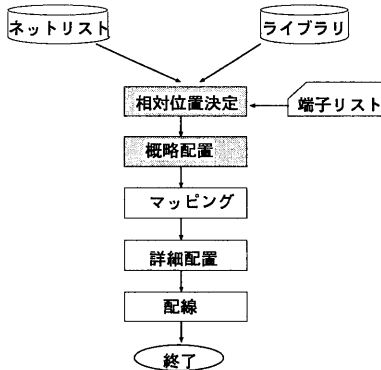 ネットリスト
ライブラリ
相対位置決定
端子リスト
概略配置
マッピング
詳細配置
配線
終了